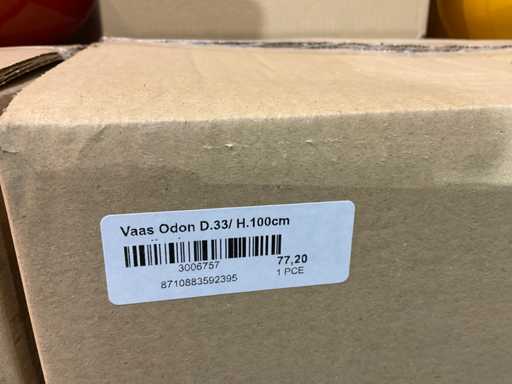 Vaas Odon D.33/ H.100cm
3006757
77,20
8710883592395
1 PCE